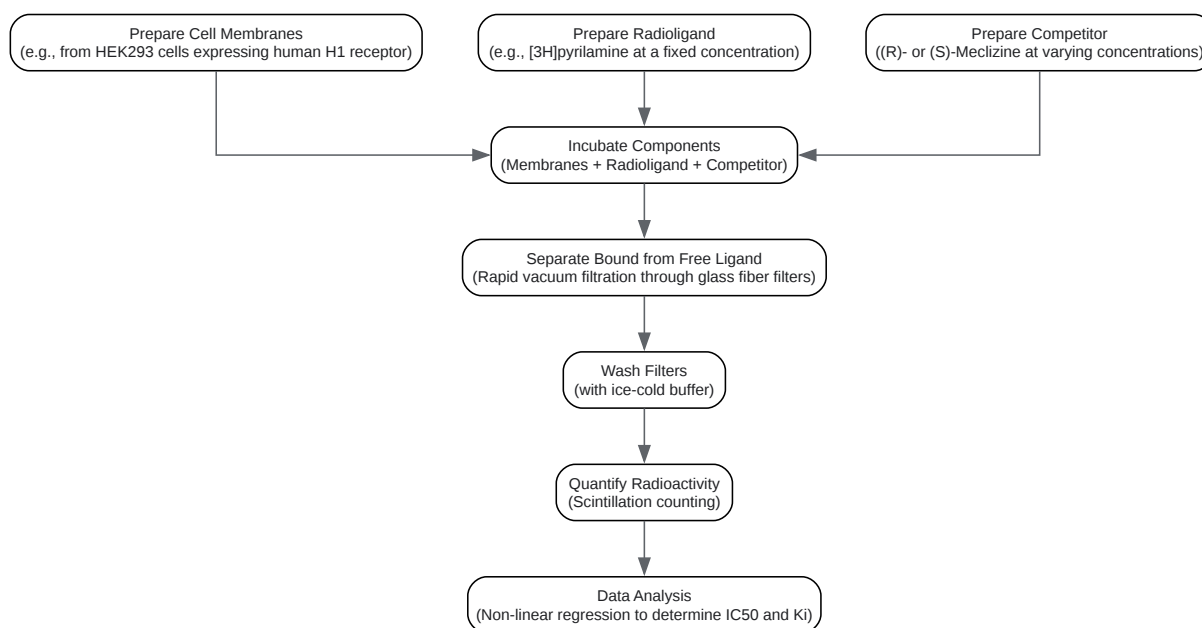 Prepare Cell Membranes
(e.g., from HEK293 cells expressing human H1 receptor)
Prepare Radioligand
(e.g., [3H]pyrilamine at a fixed concentration)
Prepare Competitor
((R)- or (S)-Meclizine at varying concentrations)
Incubate Components
(Membranes + Radioligand + Competitor)
Separate Bound from Free Ligand
(Rapid vacuum filtration through glass fiber filters)
Wash Filters
(with ice-cold buffer)
Quantify Radioactivity
(Scintillation counting)
Data Analysis
(Non-linear regression to determine IC50 and Ki)